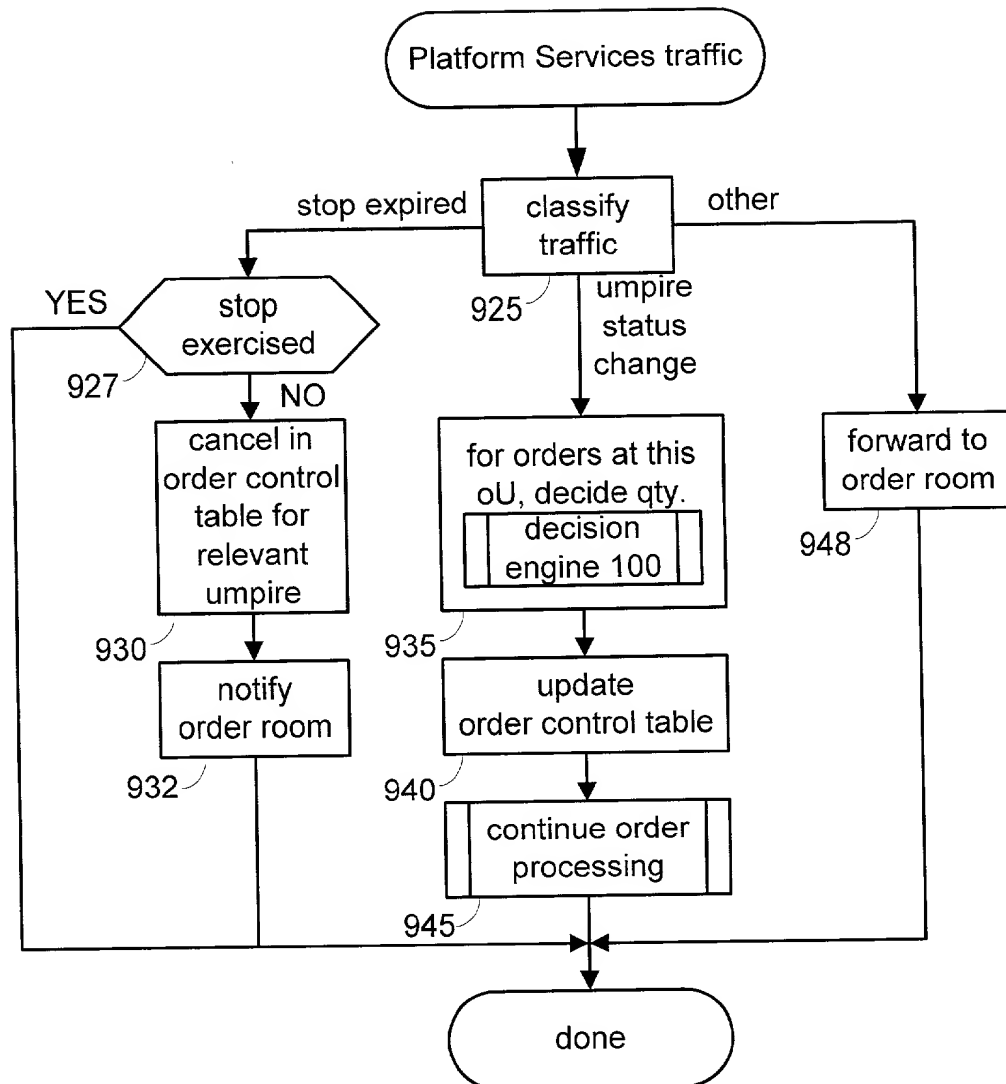 Platform Services traffic
stop expired
classify
traffic
other
925
umpire
status
change
YES
stop
exercised
927
NO
cancel in
order control
table for
relevant
umpire
930
notify
order room
932
for orders at this
oU, decide qty.
decision
engine 100
935
update
order control table
940
continue order
processing
945
forward to
order room
948
done